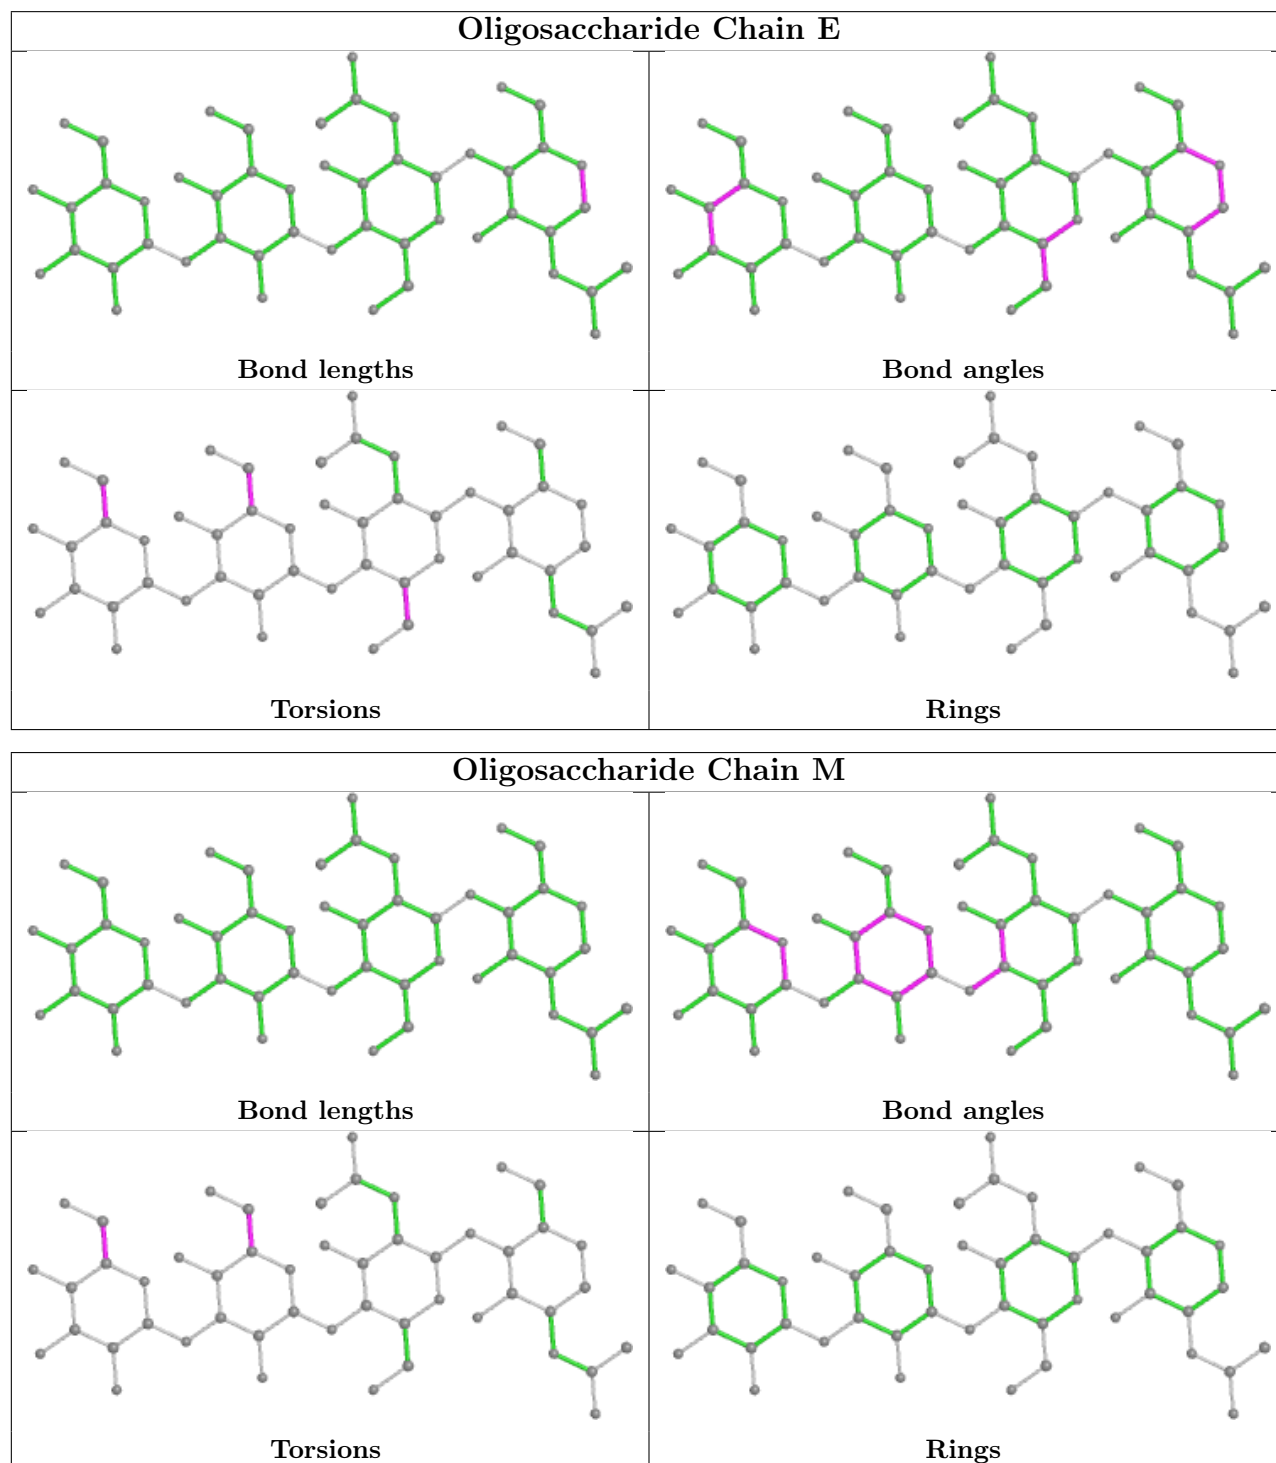 Oligosaccharide Chain E
Bond lengths
Bond angles
Torsions
Rings
Oligosaccharide Chain M
Bond lengths
Bond angles
Torsions
Rings